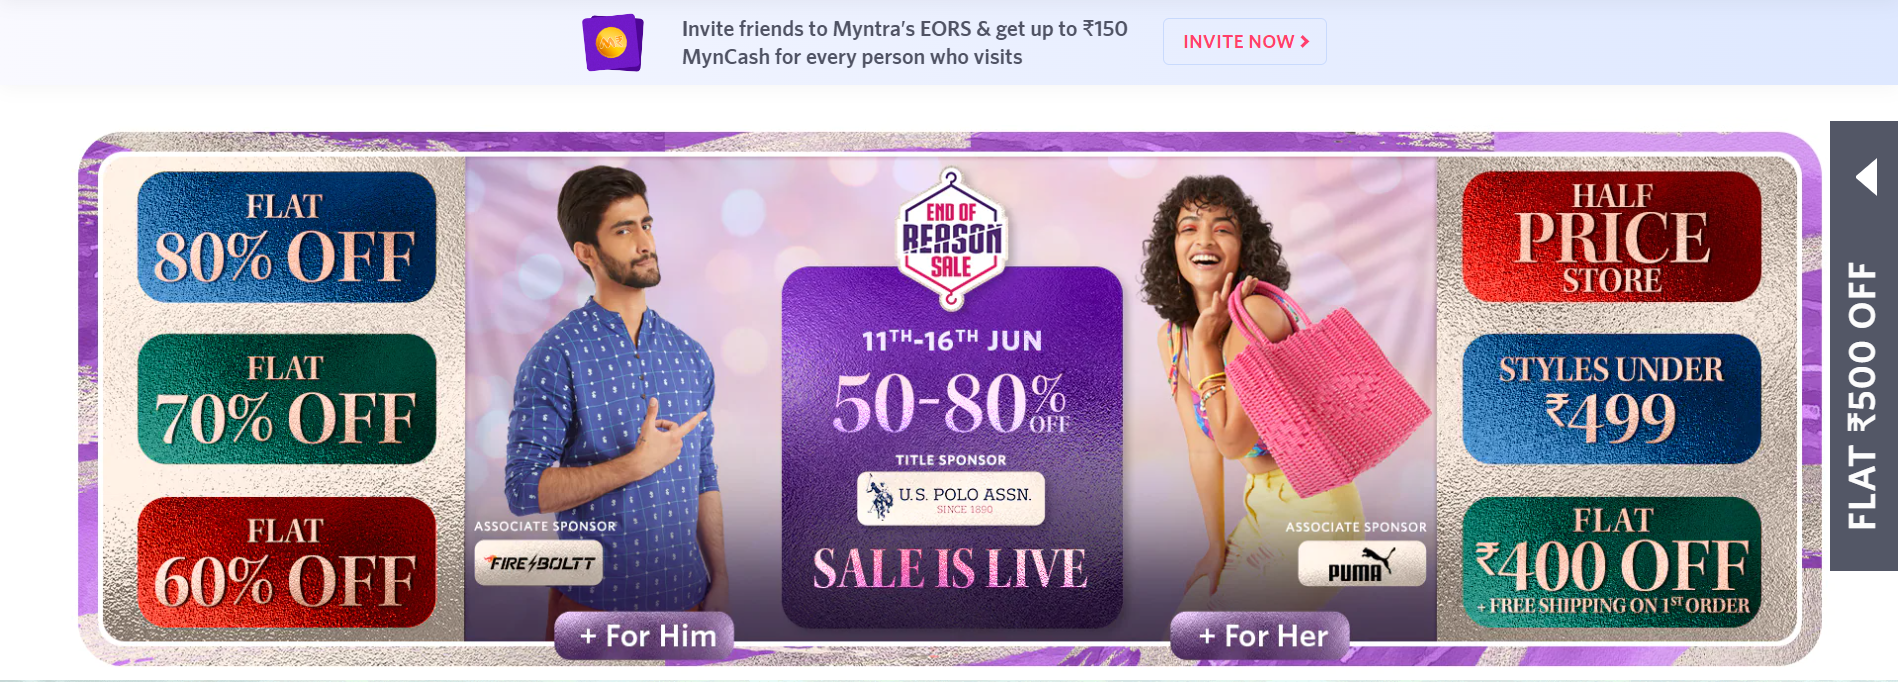 Invite friends to Myntra's EORS & get up to ₹150
MynCash for every person who visits
INVITE NOW
FLAT
80% OFF
FLAT
70% OFF
FLAT
60% OFF
ASSOCIATE SPONSOR
FIRE-BOLTT
+ For Him
END OF
REASON
SALE
11TH-16TH JUN
50-80%
OFF
TITLE SPONSOR
U.S. POLO ASSN.
SINCE 1890
SALE IS LIVE
ASSOCIATE SPONSOR
PUMA
+ For Her
HALF
PRICE
STORE
STYLES UNDER
₹499
FLAT
₹400 OFF
+ FREE SHIPPING ON 1ST ORDER
FLAT ₹500 OFF